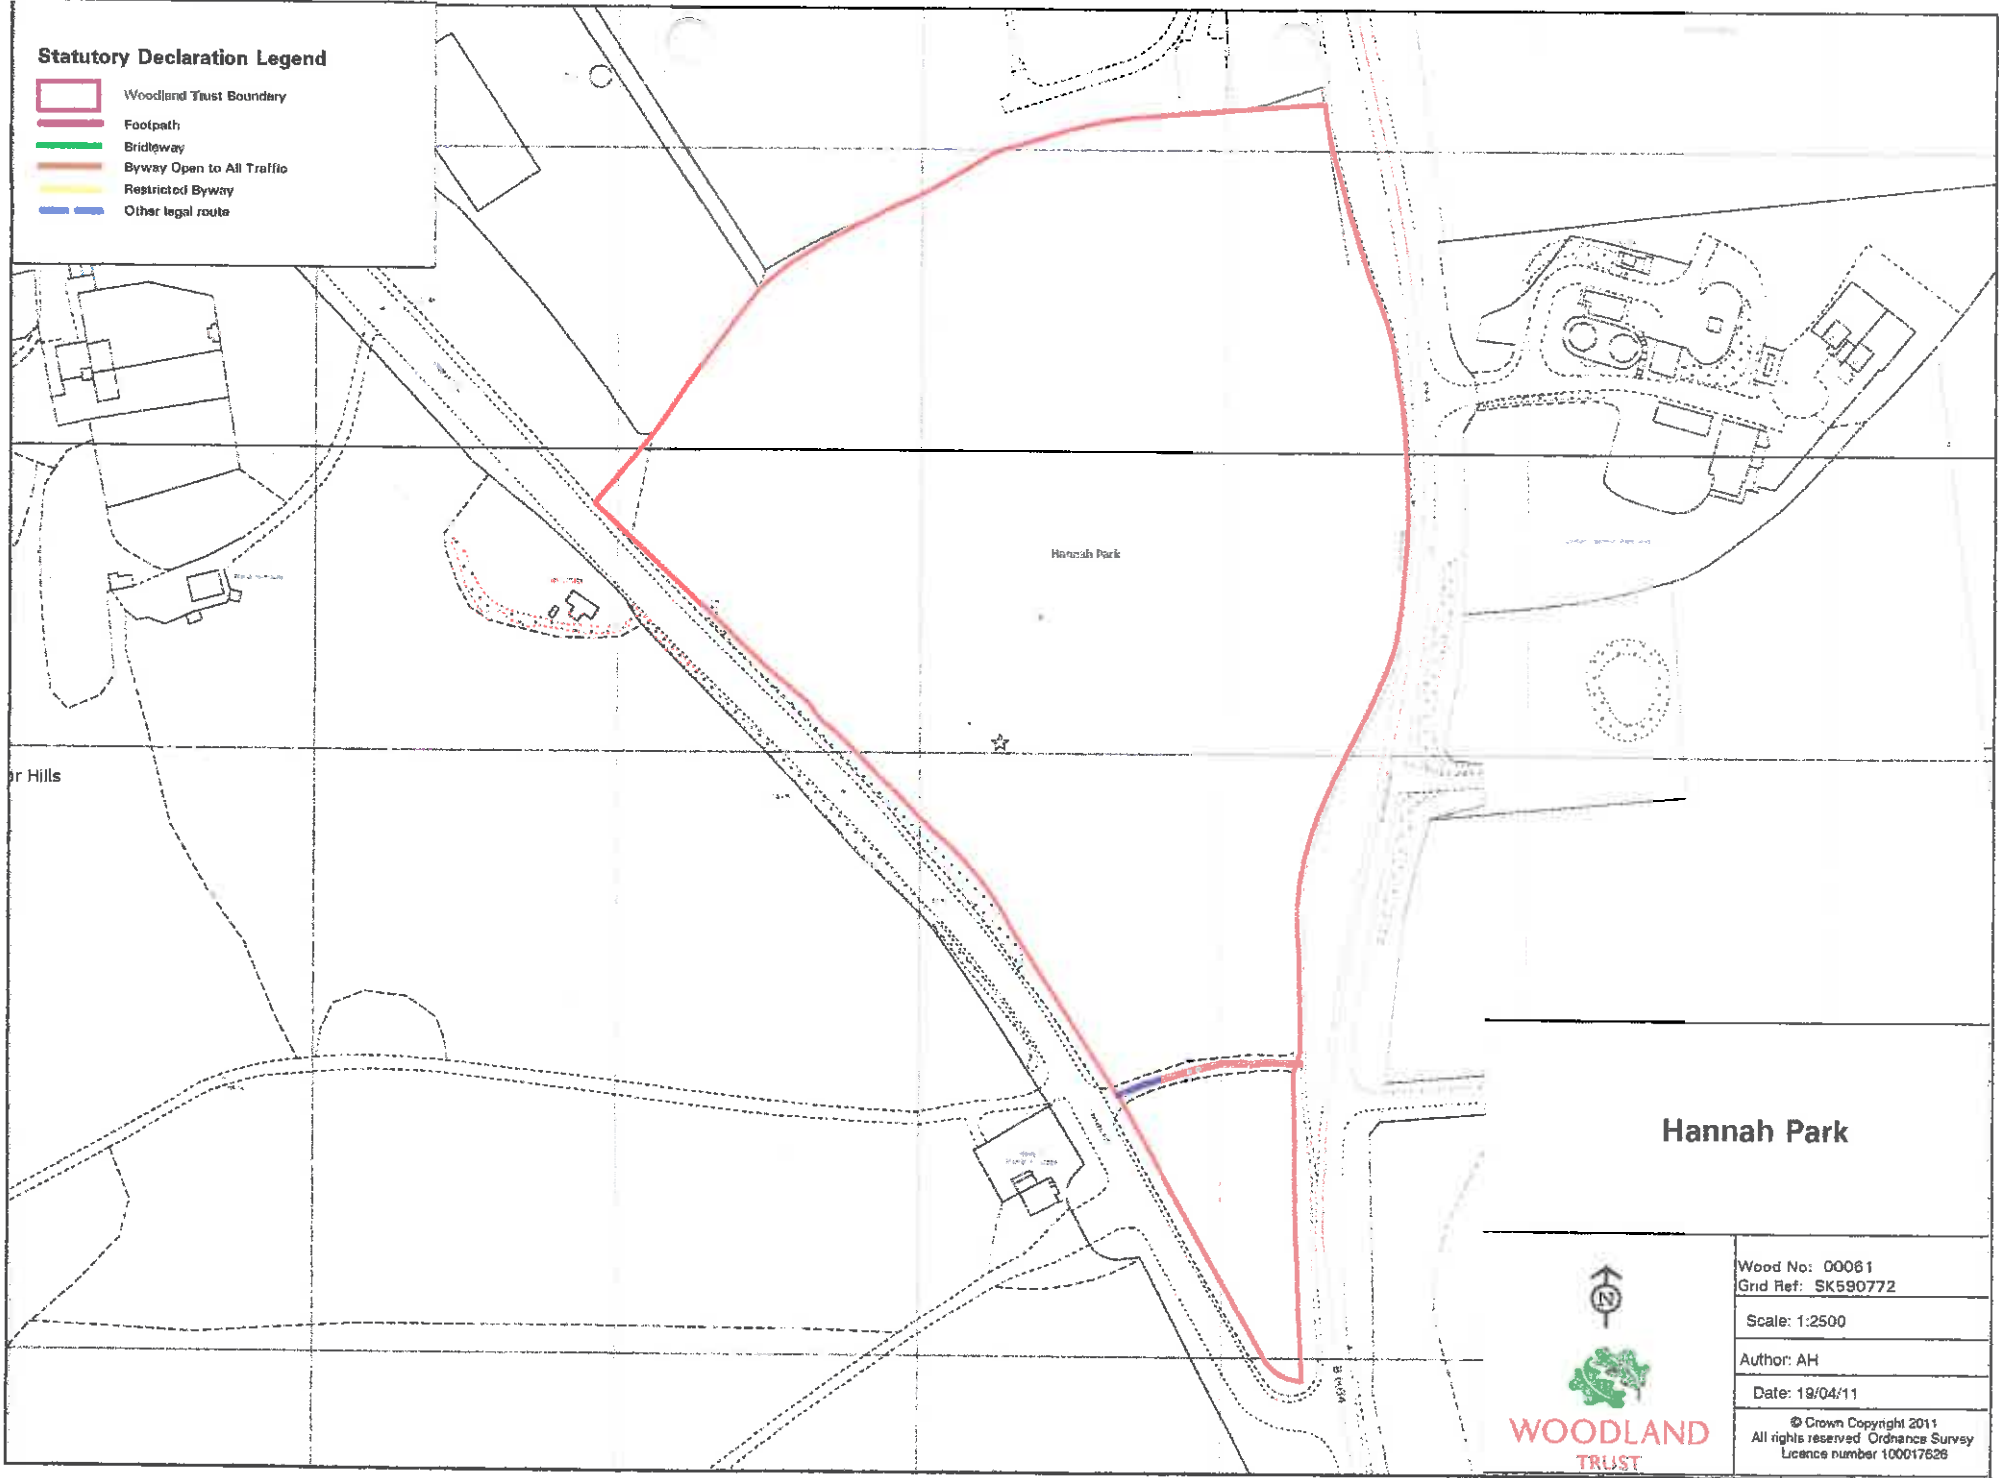 Statutory Declaration Legend
Woodland Trust Boundary
Footpath
Bridleway
Byway Open to All Traffic
Restricted Byway
Other legal route
Hannah Park
r Hills
Hannah Park
N
Wood No: 00061
Grid Ref: SK590772
Scale: 1:2500
Author: AH
Date: 19/04/11
© Crown Copyright 2011
All rights reserved Ordnance Survey
Licence number 100017628
WOODLAND
TRUST